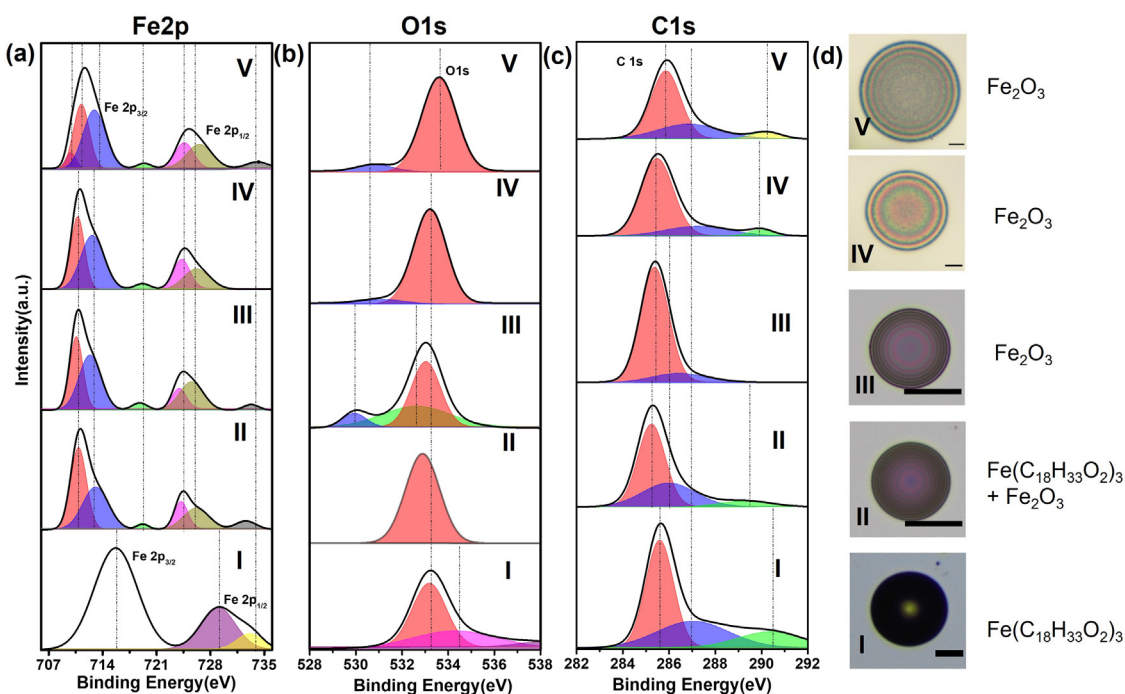 Fe2p
O1s
C1s
(a)
(b)
(c)
(d)
Intensity(a.u.)
V
Fe 2p3/2
Fe 2p1/2
IV
III
II
I
Fe 2p3/2
Fe 2p1/2
707 714 721 728 735
Binding Energy(eV)
V
O1s
IV
III
II
I
528 530 532 534 536 538
Binding Energy(eV)
V
C 1s
IV
III
II
I
282 284 286 288 290 292
Binding Energy(eV)
V
Fe2O3
IV
Fe2O3
III
Fe2O3
II
Fe(C18H33O2)3
+ Fe2O3
I
Fe(C18H33O2)3